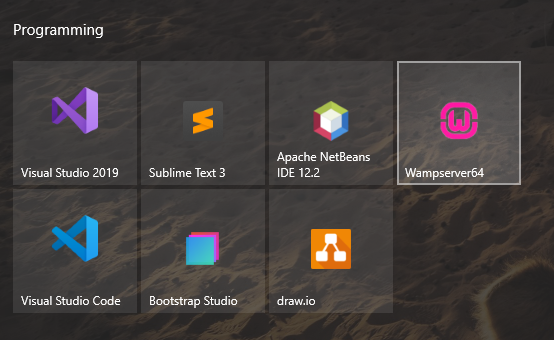 Programming
Visual Studio 2019
Sublime Text 3
Apache NetBeans
IDE 12.2
W
Wampserver64
Visual Studio Code
Bootstrap Studio
draw.io